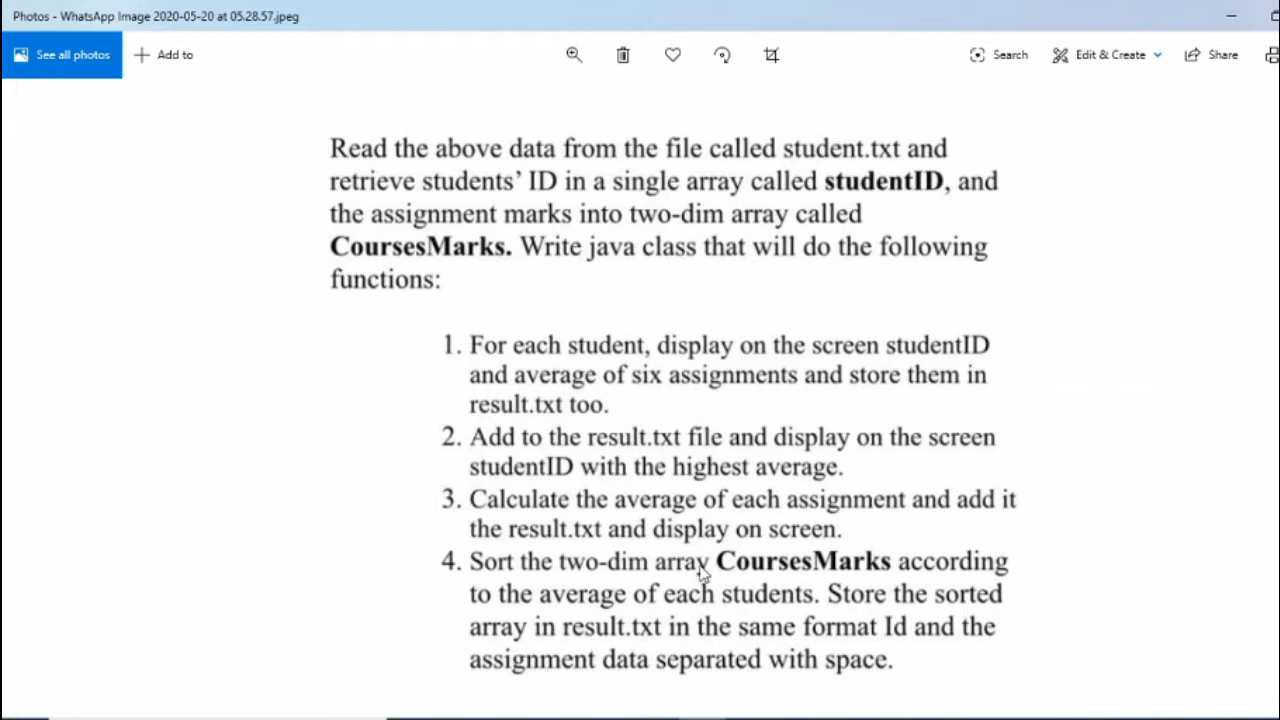 Photos - WhatsApp Image 2020-05-20 at 05.28.57.jpeg
See all photos
Add to
Search
Edit & Create
Share
Read the above data from the file called student.txt and
retrieve students' ID in a single array called studentID, and
the assignment marks into two-dim array called
CoursesMarks. Write java class that will do the following
functions:
1. For each student, display on the screen studentID
and average of six assignments and store them in
result.txt too.
2. Add to the result.txt file and display on the screen
studentID with the highest average.
3. Calculate the average of each assignment and add it
the result.txt and display on screen.
4. Sort the two-dim array CoursesMarks according
to the average of each students. Store the sorted
array in result.txt in the same format Id and the
assignment data separated with space.